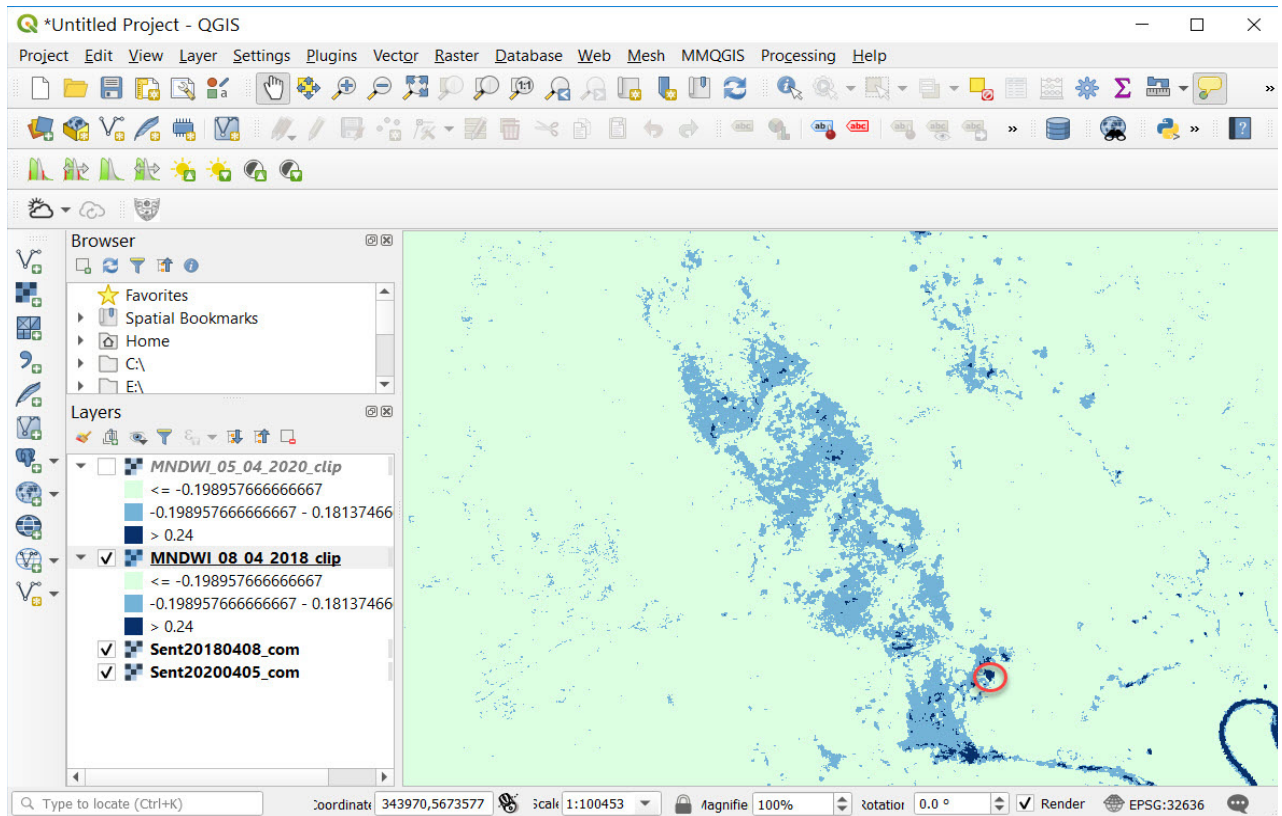 *Untitled Project - QGIS
Project Edit View Layer Settings Plugins Vector Raster Database Web Mesh MMQGIS Processing Help
Browser
Favorites
Spatial Bookmarks
Home
C:\
E:\
Layers
MNDWI_05_04_2020_clip
<= -0.198957666666667
-0.198957666666667 - 0.18137466
> 0.24
MNDWI_08_04_2018_clip
<= -0.198957666666667
-0.198957666666667 - 0.18137466
> 0.24
Sent20180408_com
Sent20200405_com
Type to locate (Ctrl+K) Coordinate 343970,5673577 Scale 1:100453 Magnifie 100% Rotation 0.0 ° Render EPSG:32636